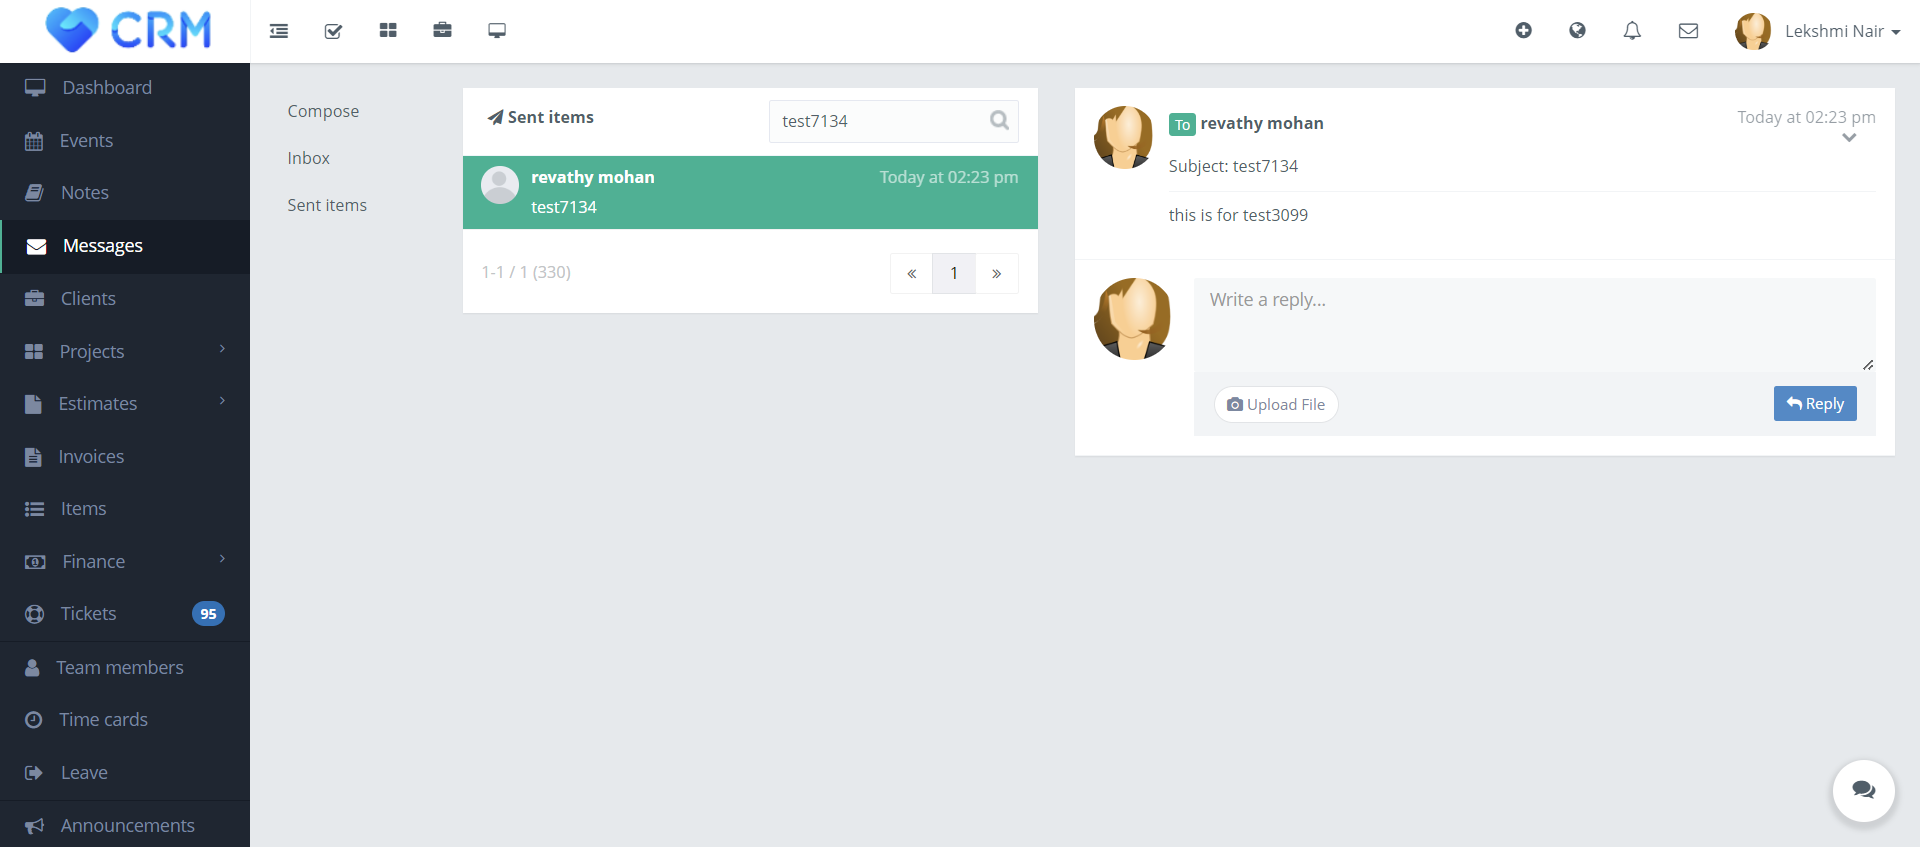 CRM
Lekshmi Nair
Dashboard
Events
Notes
Messages
Clients
Projects
Estimates
Invoices
Items
Finance
Tickets 95
Team members
Time cards
Leave
Announcements
Compose
Inbox
Sent items
Sent items
test7134
revathy mohan Today at 02:23 pm
test7134
1-1 / 1 (330)
« 1 »
To revathy mohan Today at 02:23 pm
Subject: test7134
this is for test3099
Write a reply...
Upload File
Reply